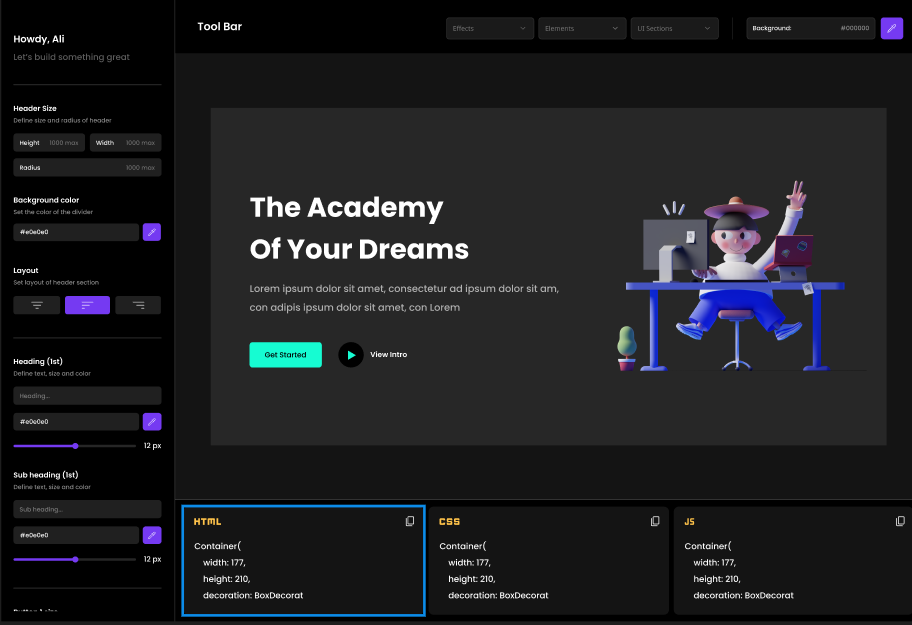 Howdy, Ali
Let's build something great
Header Size
Define size and radius of header
Height 1000 max
Width 1000 max
Radius 1000 max
Background color
Set the color of the divider
#e0e0e0
Layout
Set layout of header section
Heading (1st)
Define text, size and color
Heading...
#e0e0e0
12 px
Sub heading (1st)
Define text, size and color
Sub heading...
#e0e0e0
12 px
Button 1 size
Tool Bar
Effects
Elements
UI Sections
Background: #000000
The Academy
Of Your Dreams
Lorem ipsum dolor sit amet, consectetur ad ipsum dolor sit am,
con adipis ipsum dolor sit amet, con Lorem
Get Started
View Intro
HTML
Container(
width: 177,
height: 210,
decoration: BoxDecorat
CSS
Container(
width: 177,
height: 210,
decoration: BoxDecorat
JS
Container(
width: 177,
height: 210,
decoration: BoxDecorat